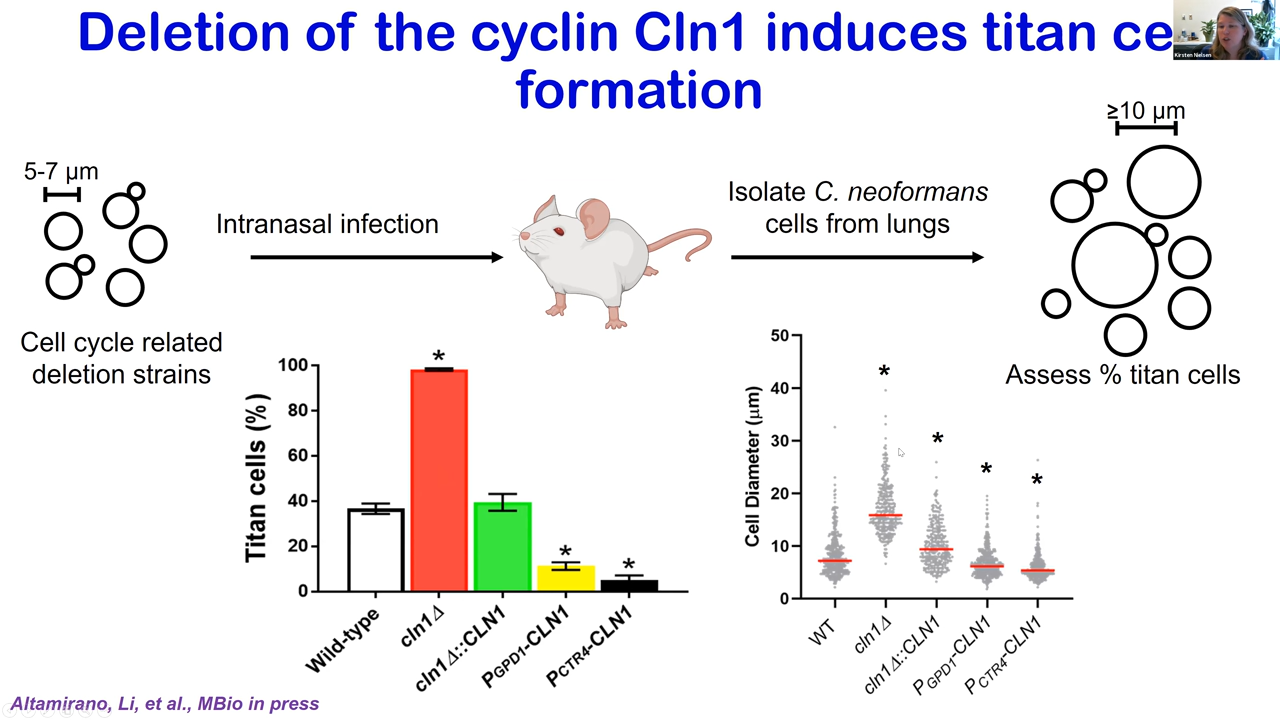 Deletion of the cyclin Cln1 induces titan ce
formation
Kirsten Nielsen
5-7 µm
Intranasal infection
Isolate C. neoformans
cells from lungs
≥10 µm
Cell cycle related
deletion strains
Assess % titan cells
Titan cells (%)
100
80
60
40
20
0
*
*
*
Wild-type
cln1Δ
cln1Δ::CLN1
PGPD1-CLN1
PCTR4-CLN1
Cell Diameter (µm)
50
40
30
20
10
0
*
*
*
*
WT
cln1Δ
cln1Δ::CLN1
PGPD1-CLN1
PCTR4-CLN1
Altamirano, Li, et al., MBio in press